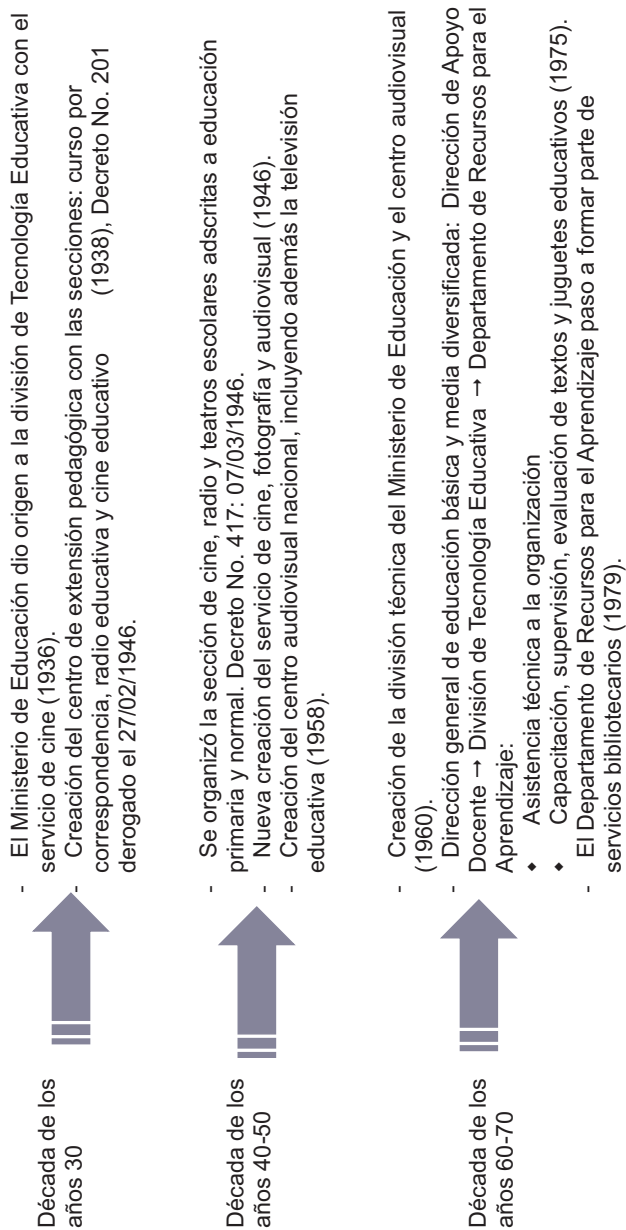 Década de los
años 30
- El Ministerio de Educación dio origen a la división de Tecnología Educativa con el
servicio de cine (1936).
- Creación del centro de extensión pedagógica con las secciones: curso por
correspondencia, radio educativa y cine educativo (1938), Decreto No. 201
derogado el 27/02/1946.
Década de los
años 40-50
- Se organizó la sección de cine, radio y teatros escolares adscritas a educación
primaria y normal. Decreto No. 417: 07/03/1946.
- Nueva creación del servicio de cine, fotografía y audiovisual (1946).
- Creación del centro audiovisual nacional, incluyendo además la televisión
educativa (1958).
Década de los
años 60-70
- Creación de la división técnica del Ministerio de Educación y el centro audiovisual
(1960).
- Dirección general de educación básica y media diversificada: Dirección de Apoyo
Docente → División de Tecnología Educativa → Departamento de Recursos para el
Aprendizaje:
◆ Asistencia técnica a la organización
◆ Capacitación, supervisión, evaluación de textos y juguetes educativos (1975).
- El Departamento de Recursos para el Aprendizaje paso a formar parte de
servicios bibliotecarios (1979).